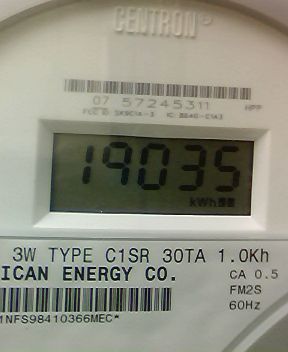 CENTRON
07 57245311 HPP
19035
kWh
3W TYPE C1SR 30TA 1.0Kh
ICAN ENERGY CO. CA 0.5
FM2S
60Hz
1NFS98410366MEC*